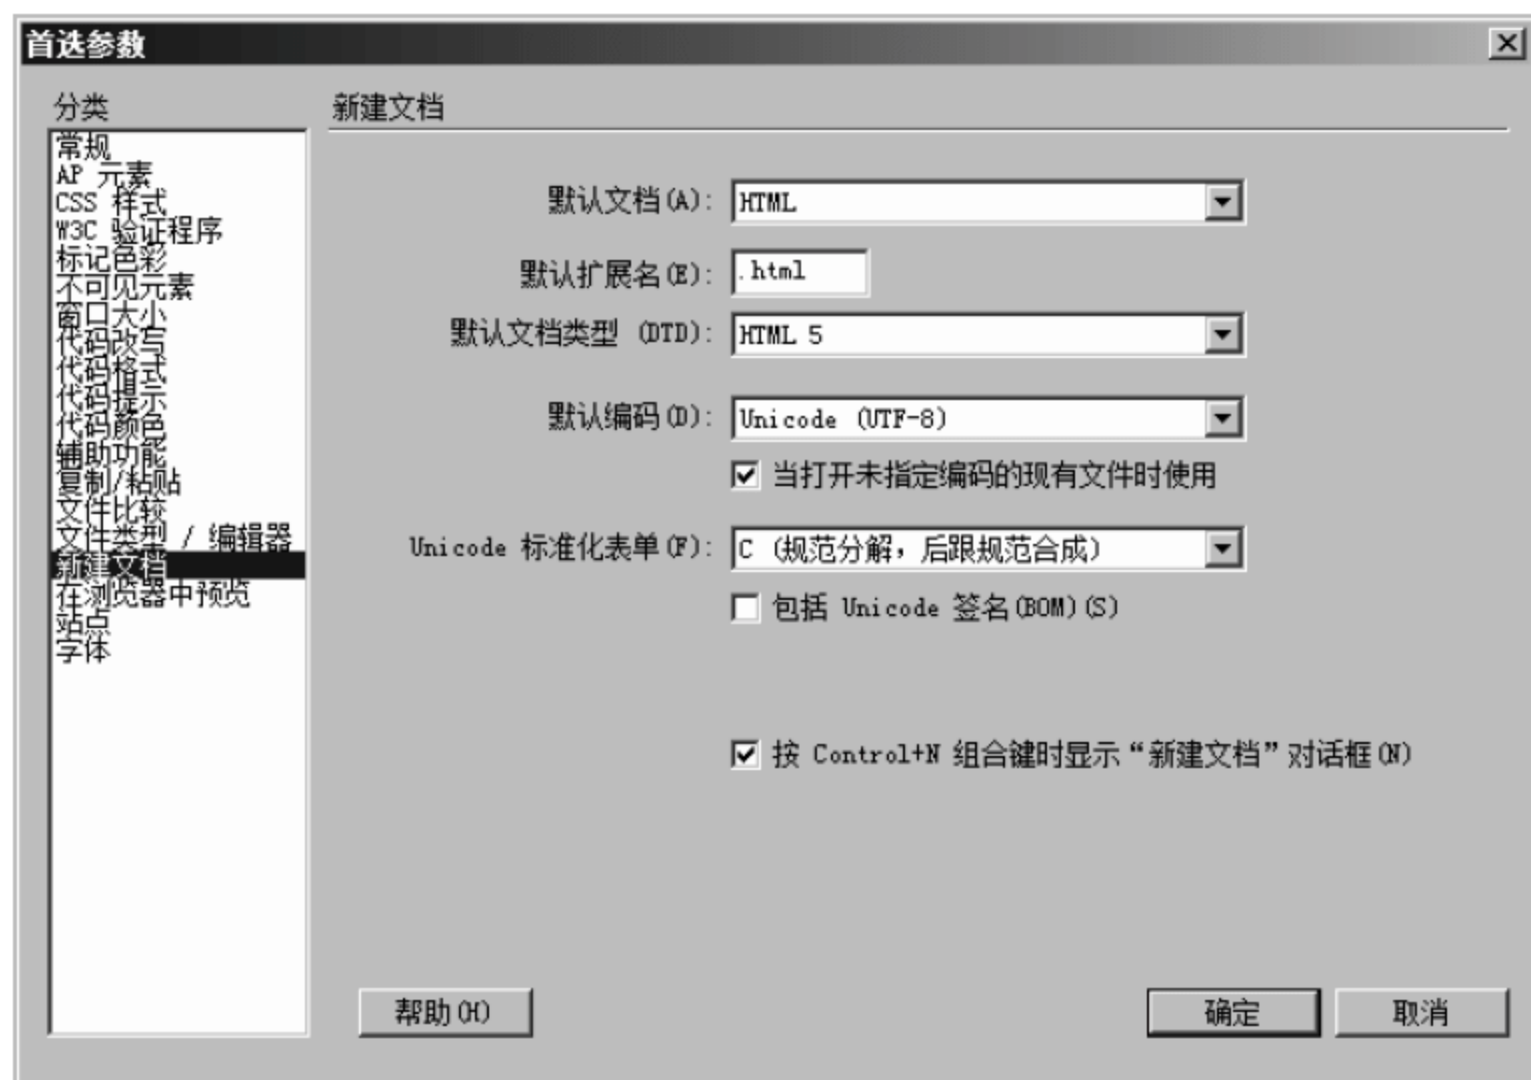 首选参数
分类
常规
AP 元素
CSS 样式
W3C 验证程序
标记色彩
不可见元素
窗口大小
代码改写
代码格式
代码提示
代码颜色
辅助功能
复制/粘贴
文件比较
文件类型 / 编辑器
新建文档
在浏览器中预览
站点
字体
新建文档
默认文档(A): HTML
默认扩展名(E): .html
默认文档类型 (DTD): HTML 5
默认编码(D): Unicode (UTF-8)
当打开未指定编码的现有文件时使用
Unicode 标准化表单(F): C (规范分解，后跟规范合成)
包括 Unicode 签名(BOM)(S)
按 Control+N 组合键时显示“新建文档”对话框(N)
帮助(H) 确定 取消